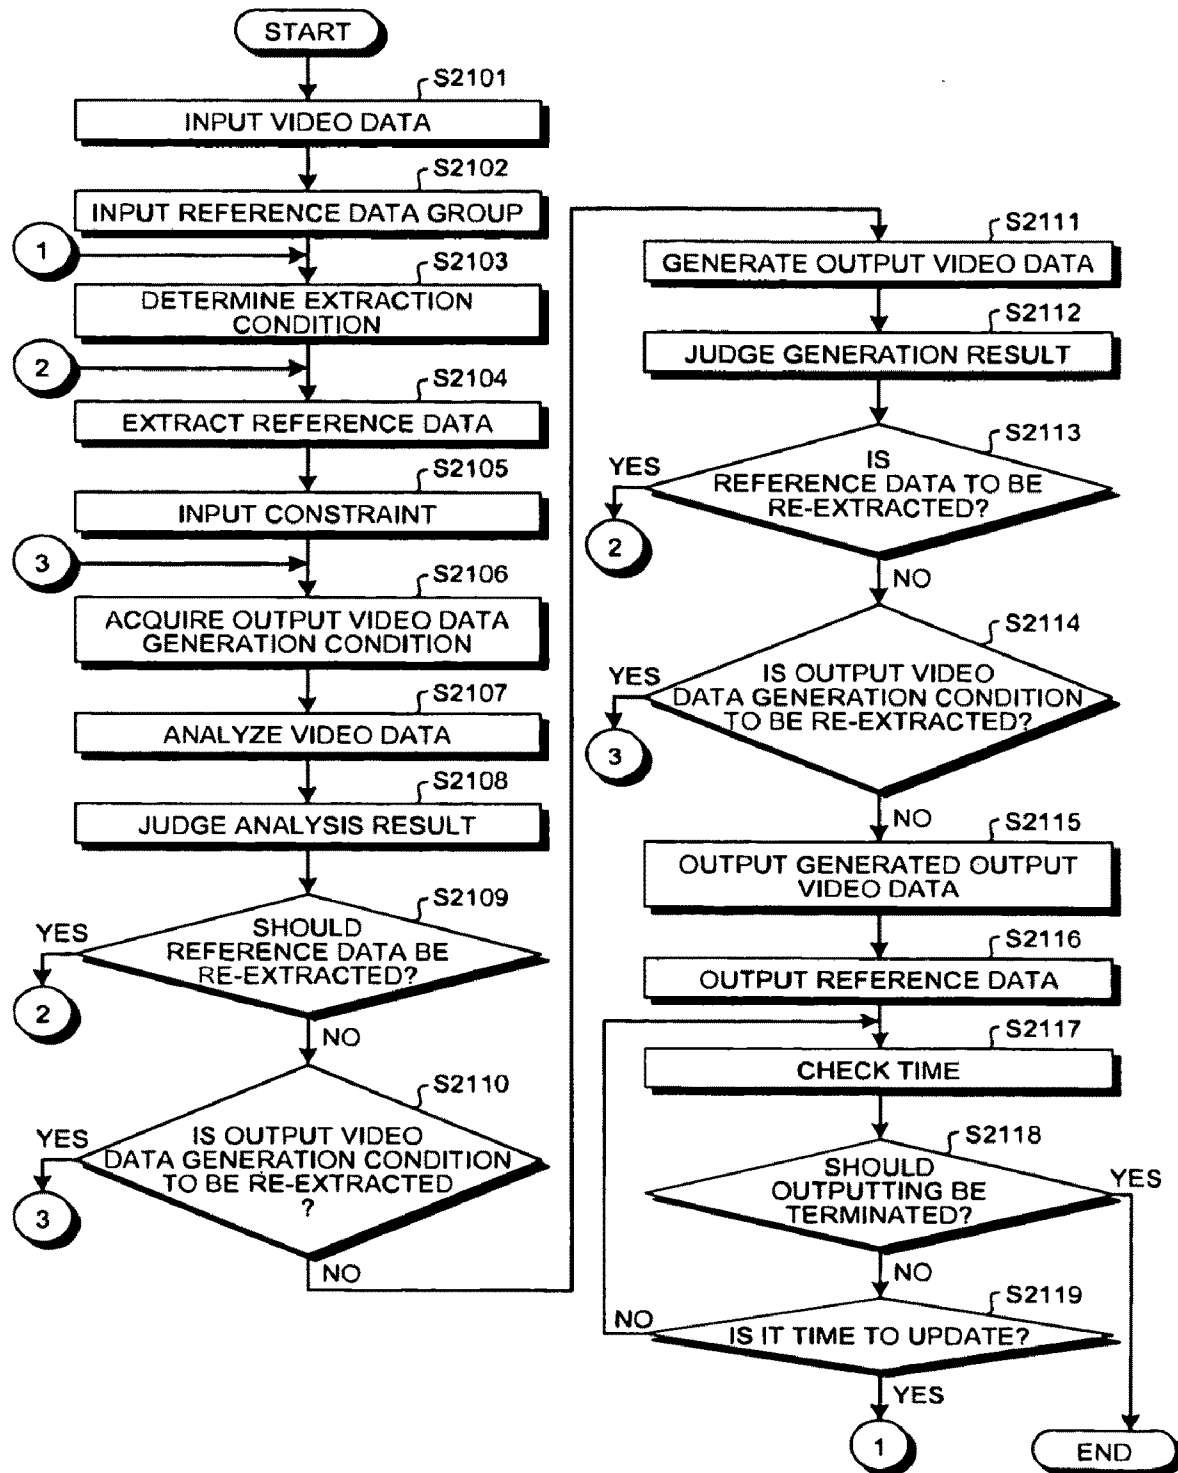 START
S2101
INPUT VIDEO DATA
S2102
INPUT REFERENCE DATA GROUP
1
S2103
DETERMINE EXTRACTION
CONDITION
2
S2104
EXTRACT REFERENCE DATA
S2105
INPUT CONSTRAINT
3
S2106
ACQUIRE OUTPUT VIDEO DATA
GENERATION CONDITION
S2107
ANALYZE VIDEO DATA
S2108
JUDGE ANALYSIS RESULT
S2109
YES
SHOULD
REFERENCE DATA BE
RE-EXTRACTED?
2
NO
S2110
YES
IS OUTPUT VIDEO
DATA GENERATION CONDITION
TO BE RE-EXTRACTED
?
3
NO
S2111
GENERATE OUTPUT VIDEO DATA
S2112
JUDGE GENERATION RESULT
S2113
YES
IS
REFERENCE DATA TO BE
RE-EXTRACTED?
2
NO
S2114
YES
IS OUTPUT VIDEO
DATA GENERATION CONDITION
TO BE RE-EXTRACTED?
3
NO
S2115
OUTPUT GENERATED OUTPUT
VIDEO DATA
S2116
OUTPUT REFERENCE DATA
S2117
CHECK TIME
S2118
SHOULD
OUTPUTTING BE
TERMINATED?
YES
NO
S2119
NO
IS IT TIME TO UPDATE?
YES
1
END